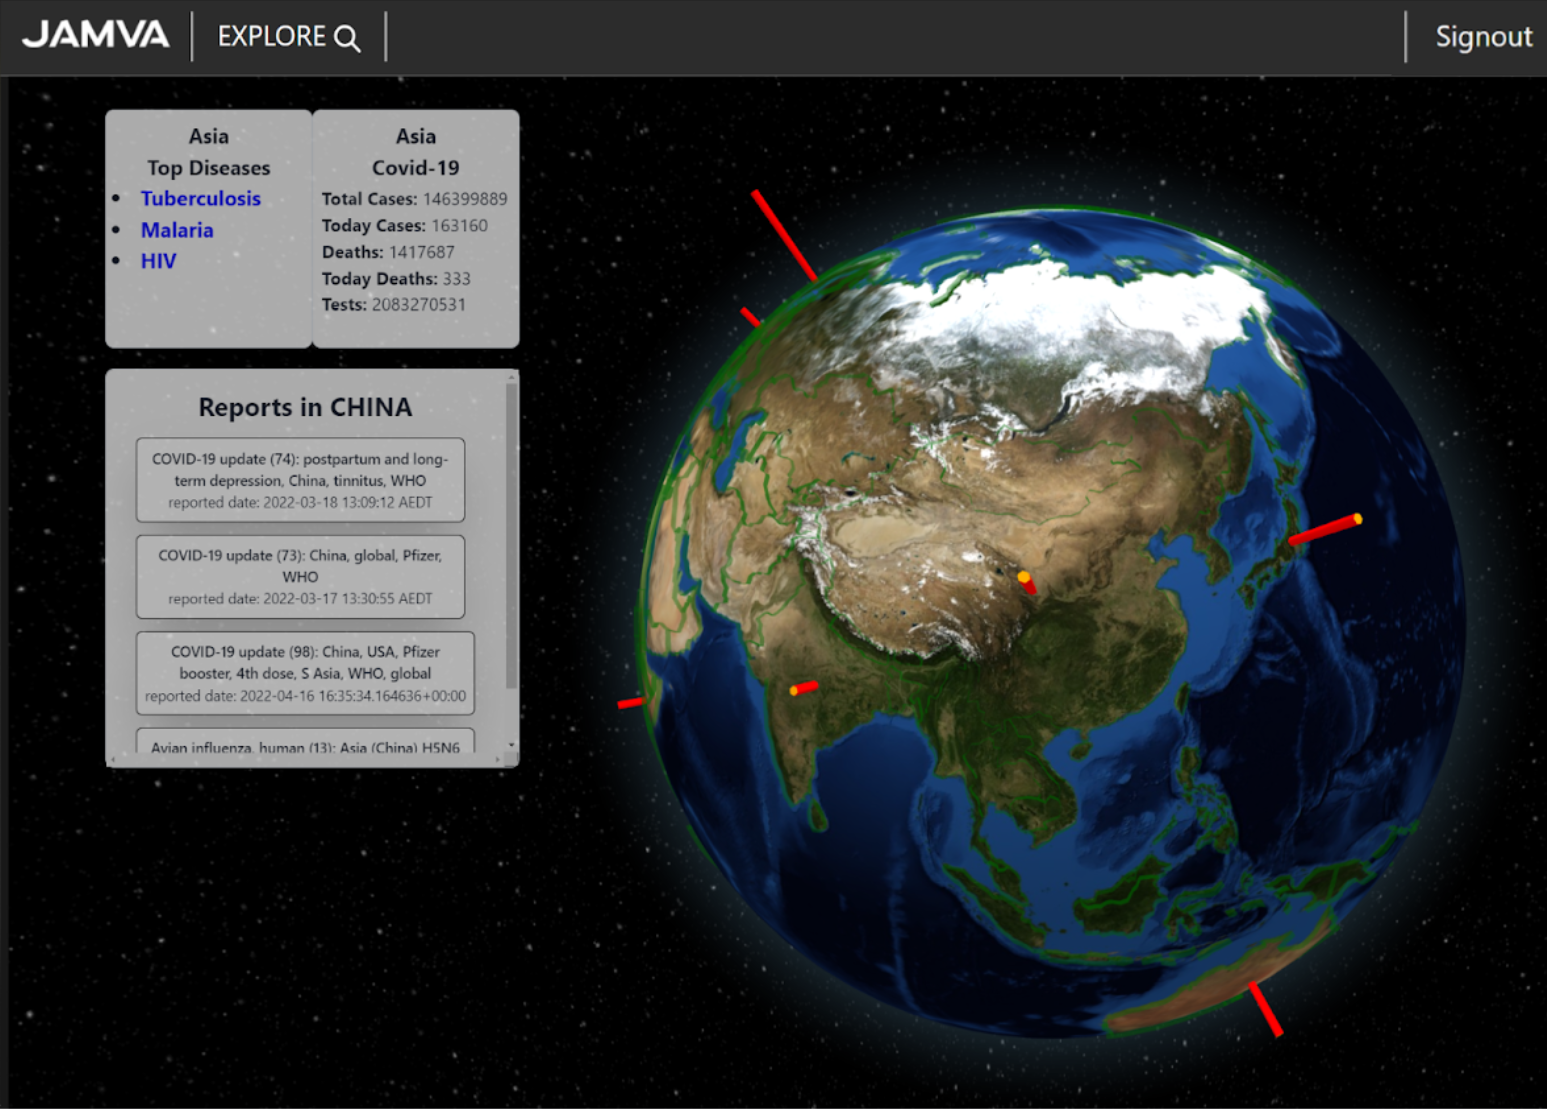 JAMVA
EXPLORE
Signout
Asia
Top Diseases
Tuberculosis
Malaria
HIV
Asia
Covid-19
Total Cases: 146399889
Today Cases: 163160
Deaths: 1417687
Today Deaths: 333
Tests: 2083270531
Reports in CHINA
COVID-19 update (74): postpartum and long-
term depression, China, tinnitus, WHO
reported date: 2022-03-18 13:09:12 AEDT
COVID-19 update (73): China, global, Pfizer,
WHO
reported date: 2022-03-17 13:30:55 AEDT
COVID-19 update (98): China, USA, Pfizer
booster, 4th dose, S Asia, WHO, global
reported date: 2022-04-16 16:35:34.164636+00:00
Avian influenza, human (13): Asia (China) H5N6